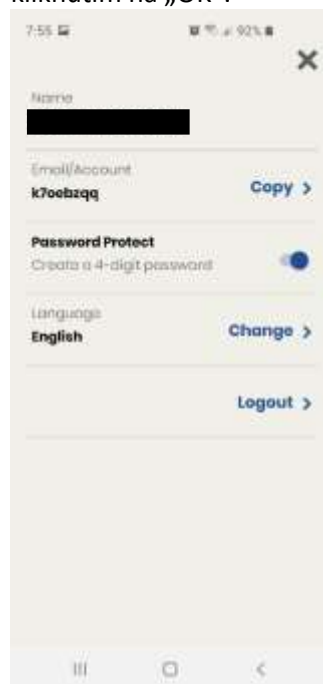 kliknutím na „OK“.
7:55
92%
Name
Email/Account
k7oebzqq
Copy >
Password Protect
Create a 4-digit password
Language
English
Change >
Logout >